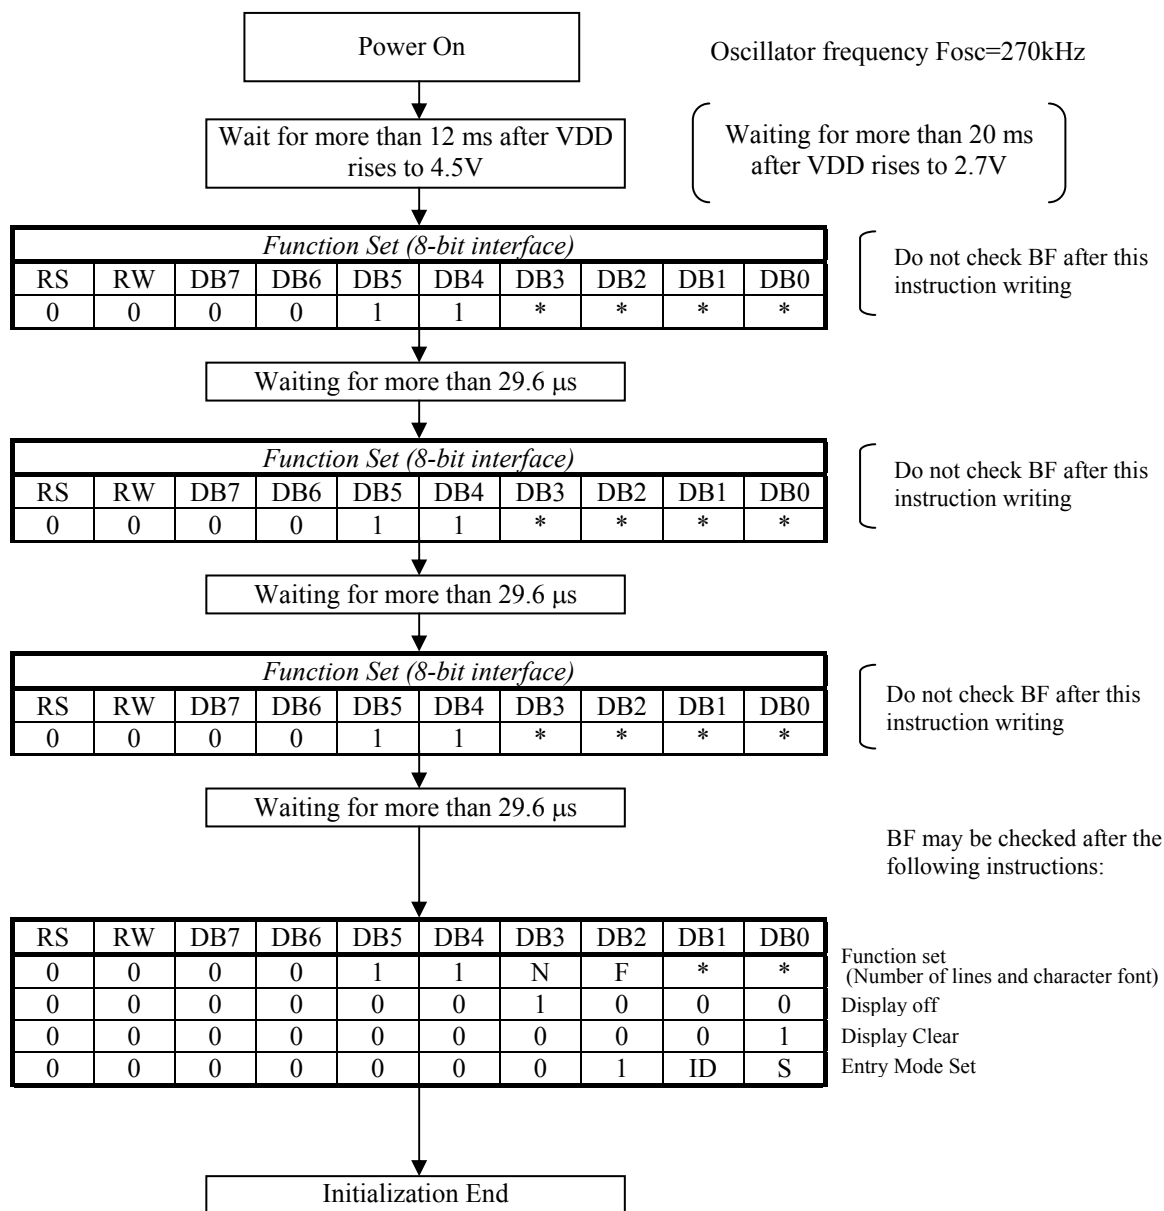 Power On
Oscillator frequency Fosc=270kHz
Wait for more than 12 ms after VDD
rises to 4.5V
Waiting for more than 20 ms
after VDD rises to 2.7V
Function Set (8-bit interface)
RS RW DB7 DB6 DB5 DB4 DB3 DB2 DB1 DB0
0 0 0 0 1 1 * * * *
Do not check BF after this
instruction writing
Waiting for more than 29.6 μs
Function Set (8-bit interface)
RS RW DB7 DB6 DB5 DB4 DB3 DB2 DB1 DB0
0 0 0 0 1 1 * * * *
Do not check BF after this
instruction writing
Waiting for more than 29.6 μs
Function Set (8-bit interface)
RS RW DB7 DB6 DB5 DB4 DB3 DB2 DB1 DB0
0 0 0 0 1 1 * * * *
Do not check BF after this
instruction writing
Waiting for more than 29.6 μs
BF may be checked after the
following instructions:
RS RW DB7 DB6 DB5 DB4 DB3 DB2 DB1 DB0
0 0 0 0 1 1 N F * *
Function set
(Number of lines and character font)
0 0 0 0 0 0 1 0 0 0 Display off
0 0 0 0 0 0 0 0 0 1 Display Clear
0 0 0 0 0 0 0 1 ID S Entry Mode Set
Initialization End